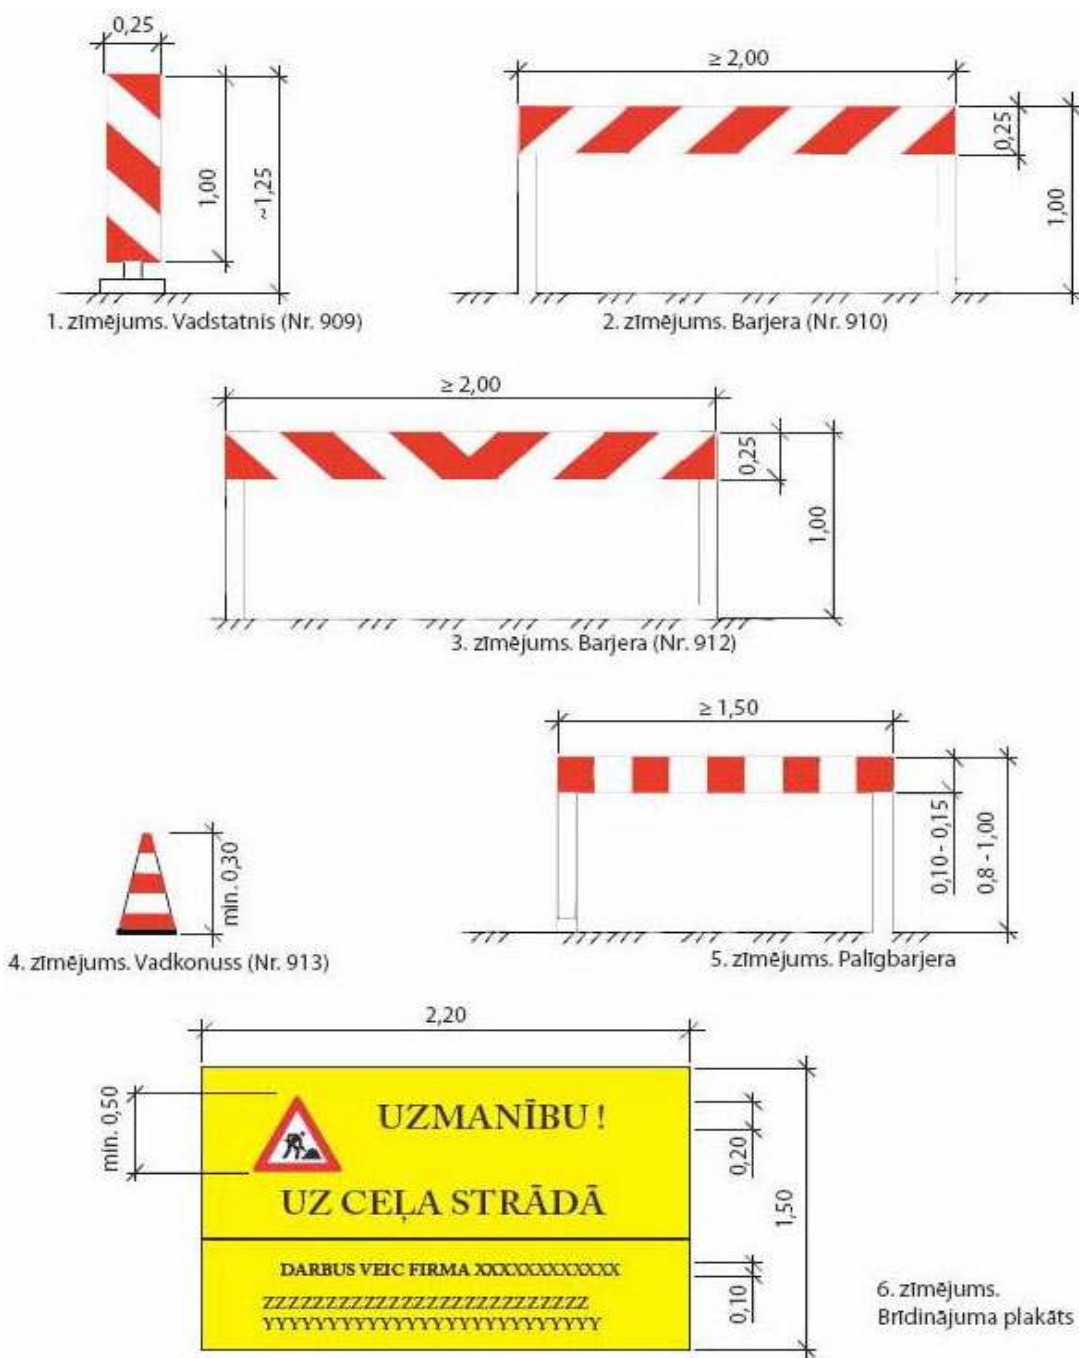 0,25
1,00
~1,25
1. zīmējums. Vadstatnis (Nr. 909)
≥ 2,00
0,25
1,00
2. zīmējums. Barjera (Nr. 910)
≥ 2,00
0,25
1,00
3. zīmējums. Barjera (Nr. 912)
min. 0,30
4. zīmējums. Vadkonuss (Nr. 913)
≥ 1,50
0,10 - 0,15
0,8 - 1,00
5. zīmējums. Palīgbarjera
2,20
min. 0,50
UZMANĪBU !
0,20
UZ CEĻA STRĀDĀ
1,50
DARBUS VEIC FIRMA XXXXXXXXXXXX
0,10
ZZZZZZZZZZZZZZZZZZZZZZZZZZ
YYYYYYYYYYYYYYYYYYYYYYYYYY
6. zīmējums.
Brīdinājuma plakāts